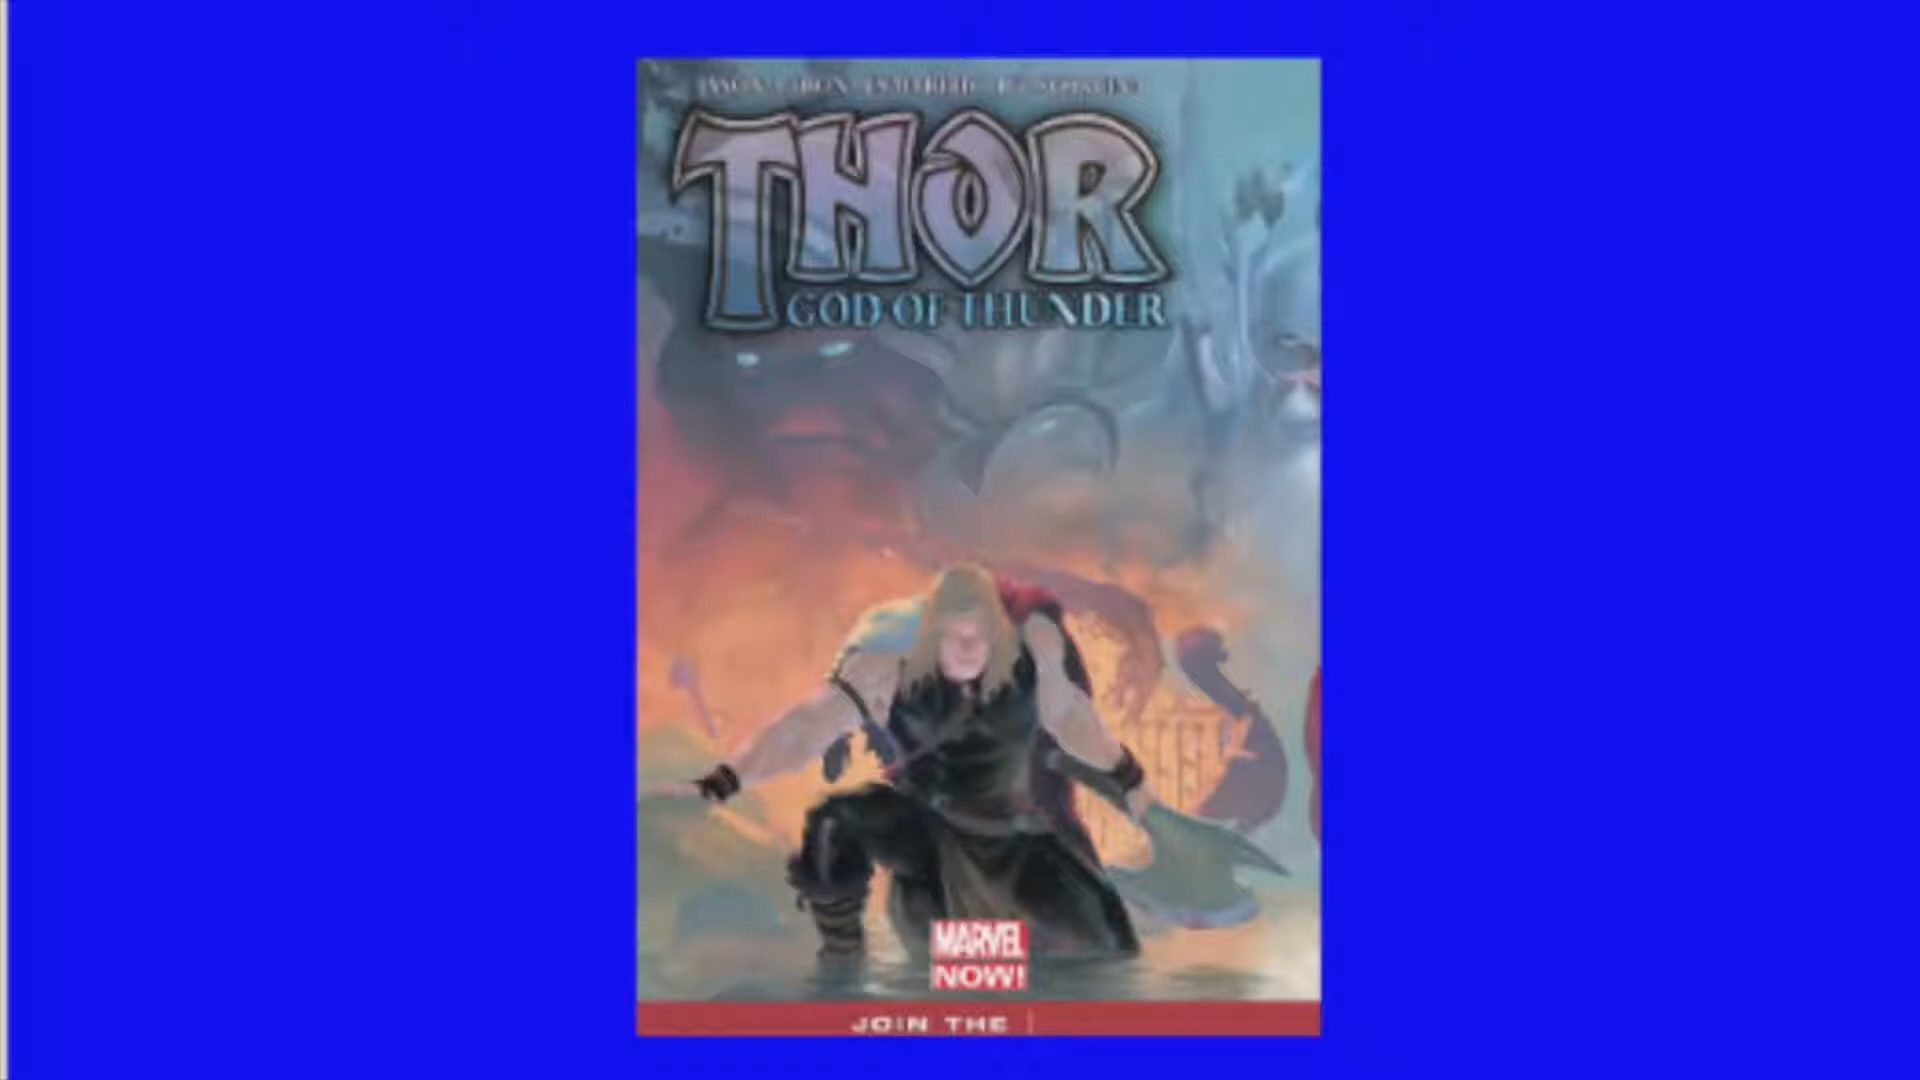 THOR
GOD OF THUNDER
MARVEL
NOW!
JOIN THE